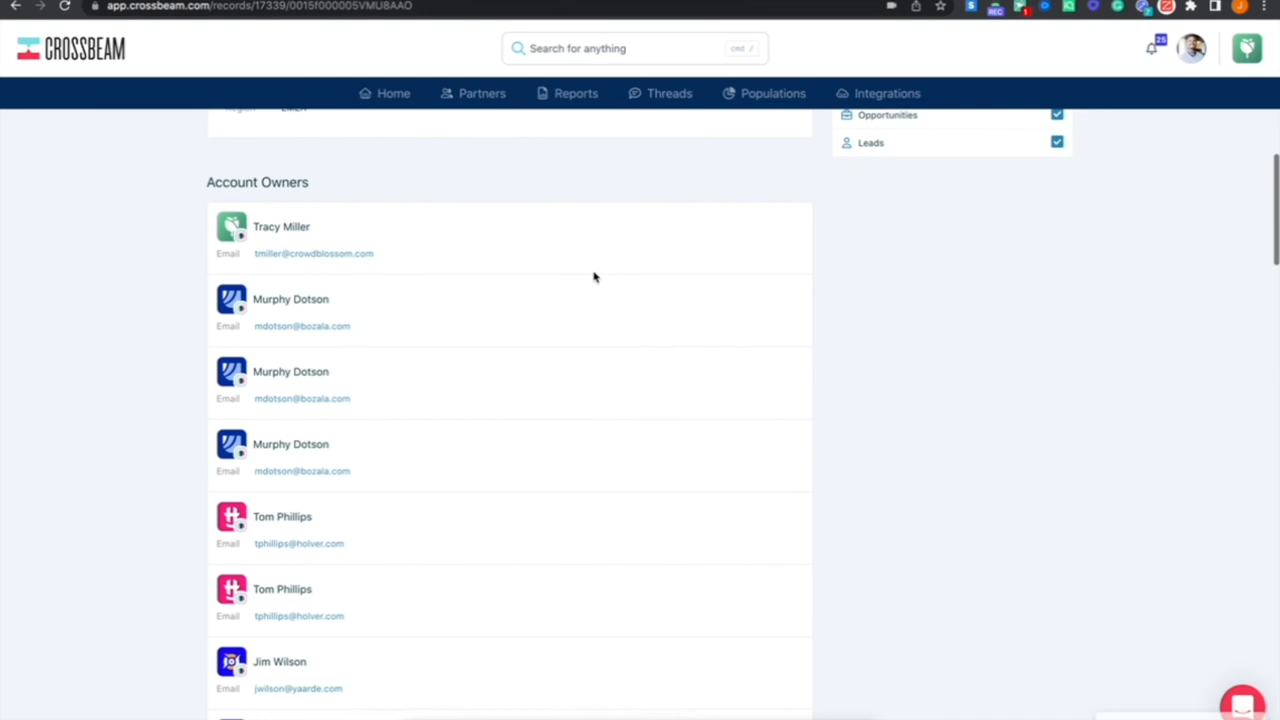 app.crossbeam.com/records/17339/0015f000005VMU8AAO
CROSSBEAM
Search for anything
cmd /
25
Home
Partners
Reports
Threads
Populations
Integrations
Region EMEA
Opportunities
Leads
Account Owners
Tracy Miller
Email tmiller@crowdblossom.com
Murphy Dotson
Email mdotson@bozala.com
Murphy Dotson
Email mdotson@bozala.com
Murphy Dotson
Email mdotson@bozala.com
Tom Phillips
Email tphillips@holver.com
Tom Phillips
Email tphillips@holver.com
Jim Wilson
Email jwilson@yaarde.com